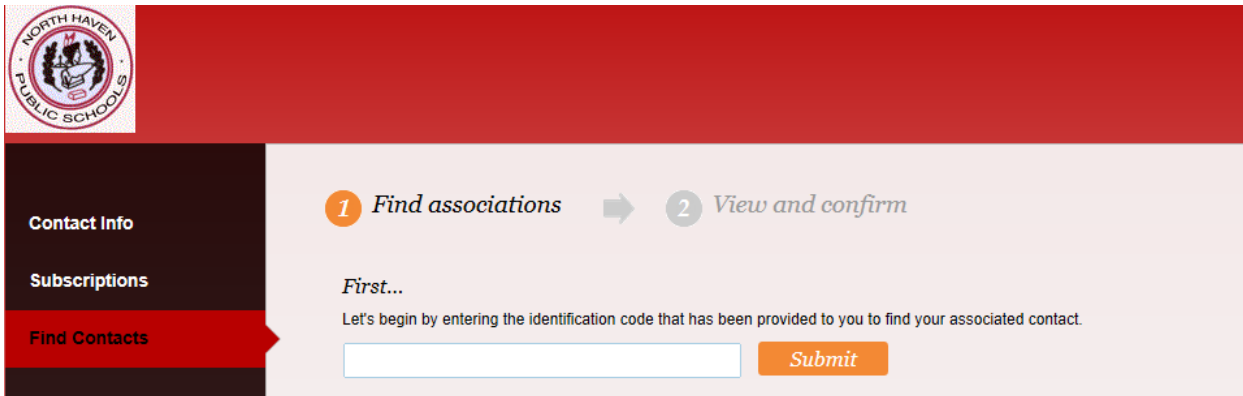 NORTH HAVEN
PUBLIC SCHOOLS
Contact Info
Subscriptions
Find Contacts
1 Find associations
2 View and confirm
First...
Let's begin by entering the identification code that has been provided to you to find your associated contact.
Submit